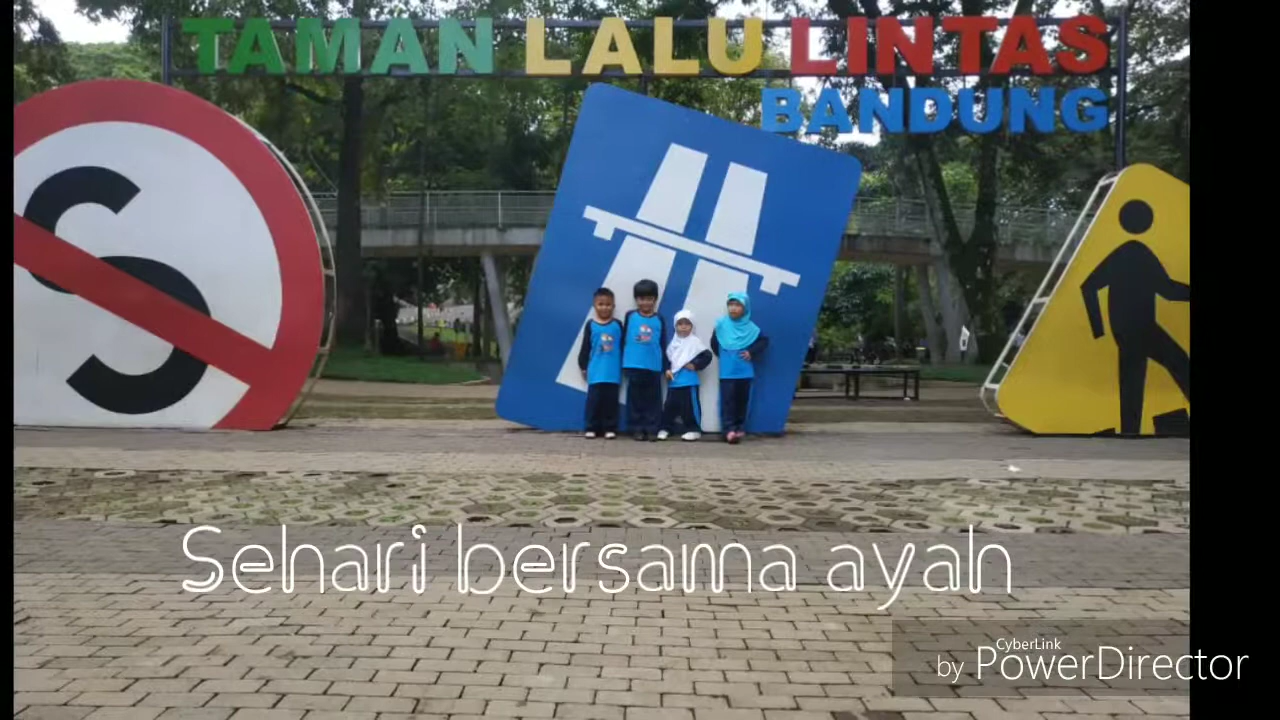 TAMAN LALU LINTAS
BANDUNG
S
Sehari bersama ayah
CyberLink
by PowerDirector